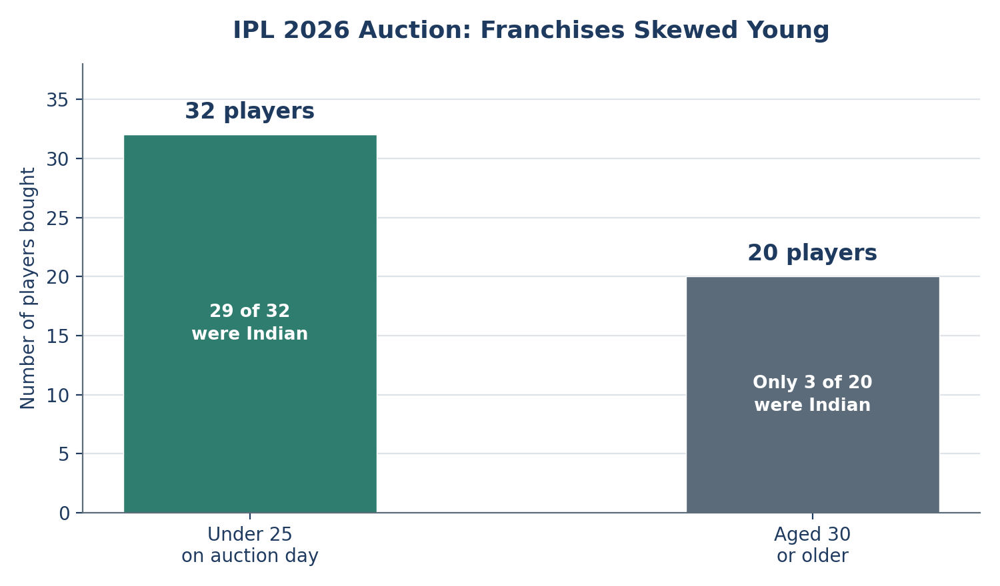 IPL 2026 Auction: Franchises Skewed Young
Number of players bought
35
30
25
20
15
10
5
0
32 players
29 of 32
were Indian
20 players
Only 3 of 20
were Indian
Under 25
on auction day
Aged 30
or older